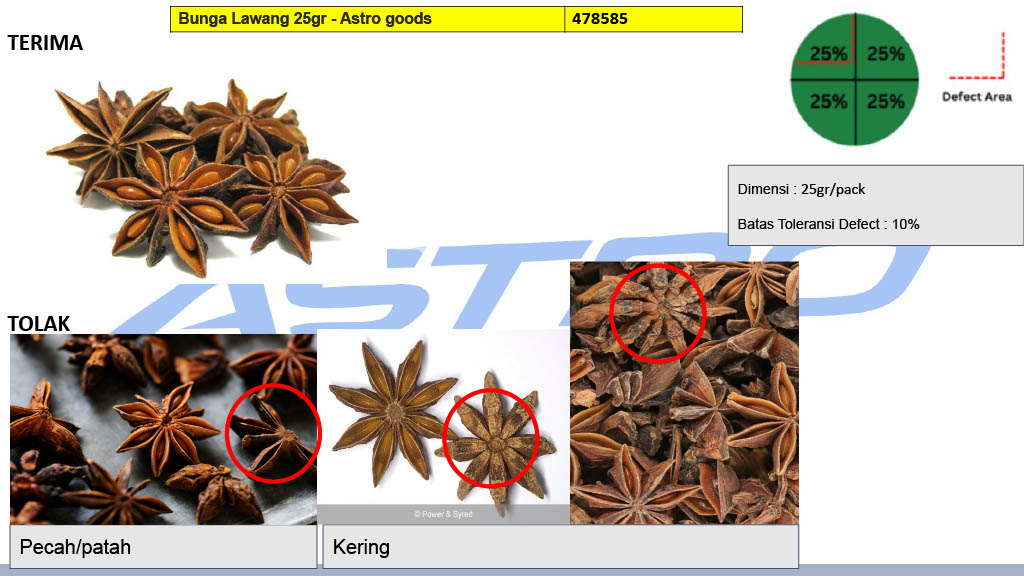 Bunga Lawang 25gr - Astro goods 478585
TERIMA
25% 25%
25% 25%
Defect Area
Dimensi : 25gr/pack
Batas Toleransi Defect : 10%
ASTRO
TOLAK
© Power & Syred
Pecah/patah
Kering